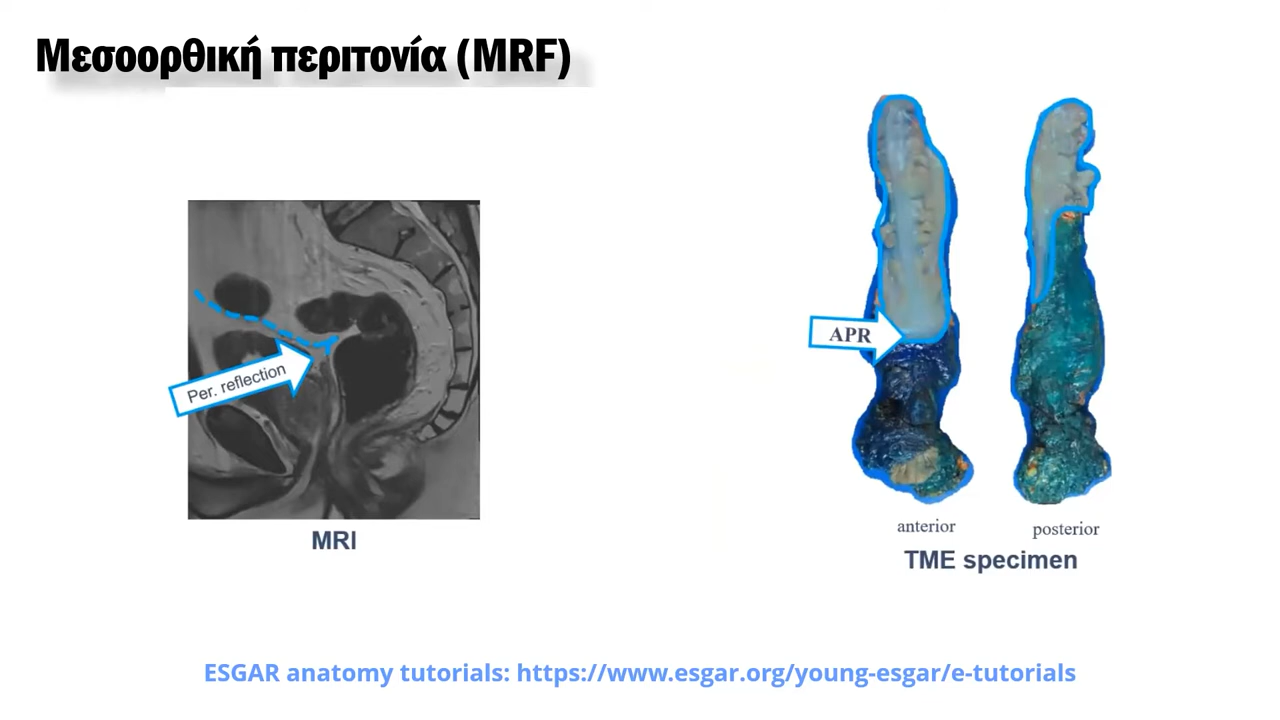 Μεσοορθική περιτονία (MRF)
Per. reflection
MRI
APR
anterior
posterior
TME specimen
ESGAR anatomy tutorials: https://www.esgar.org/young-esgar/e-tutorials